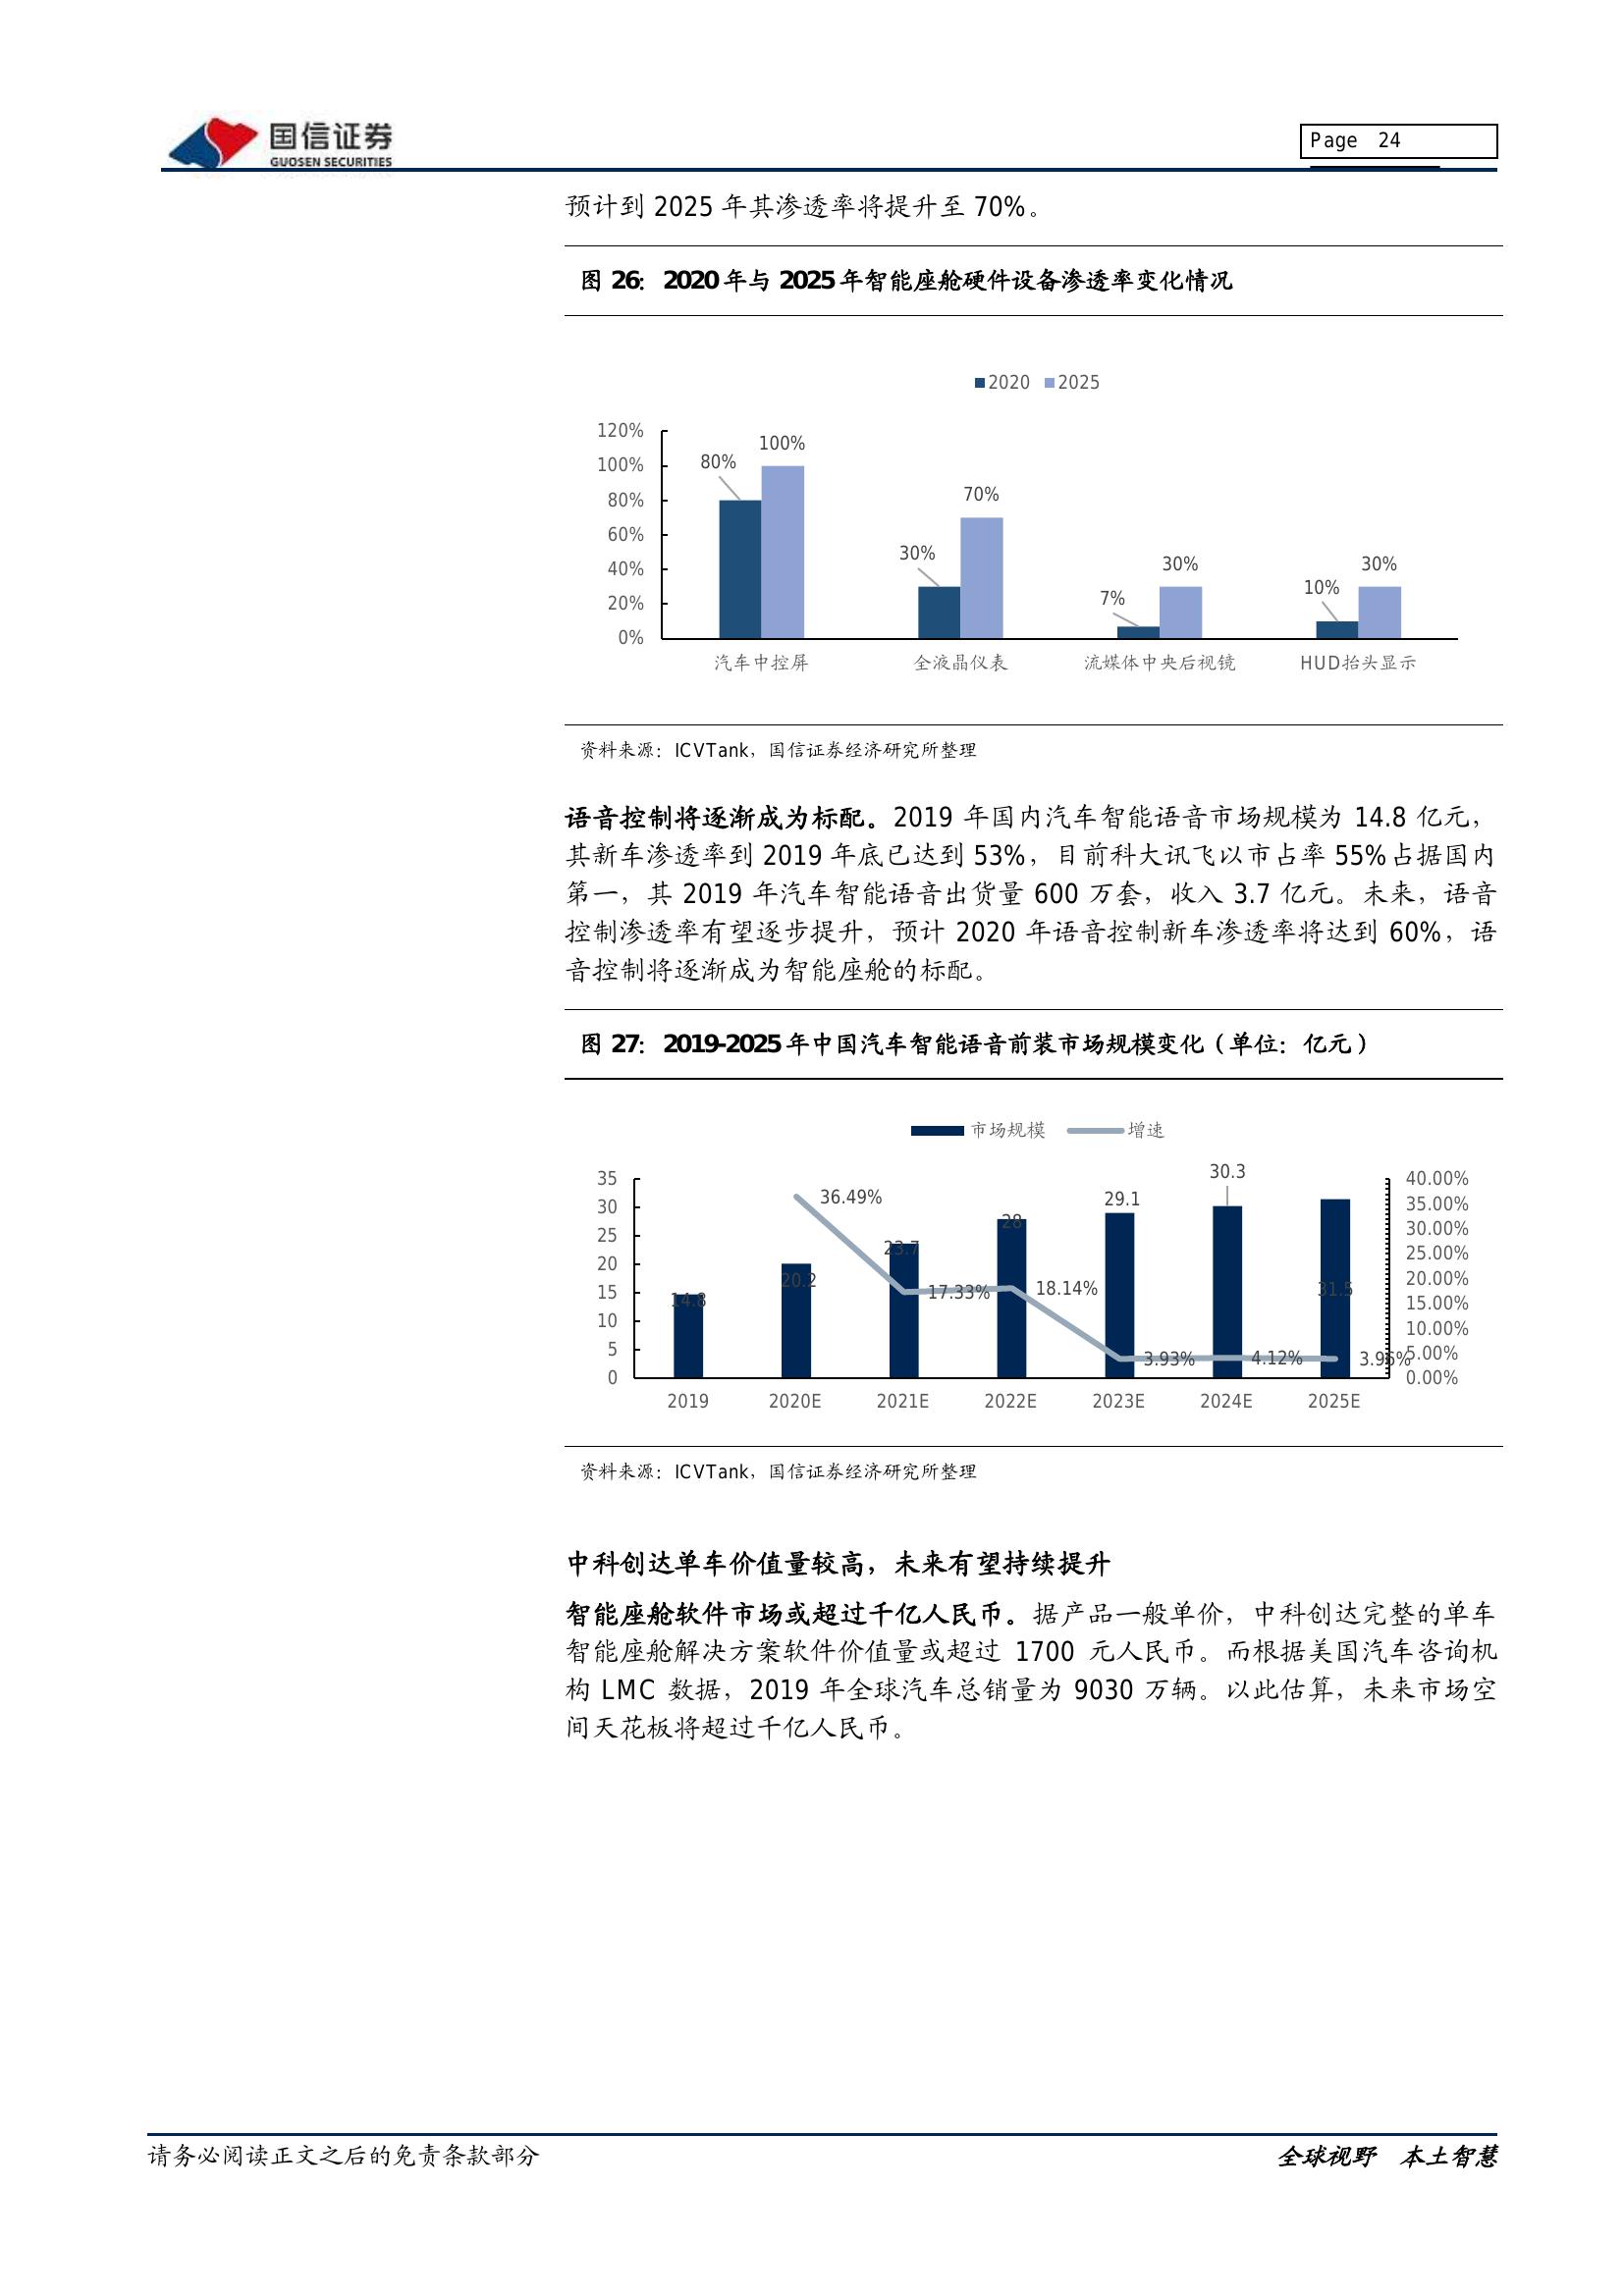 国信证券
GUOSEN SECURITIES
Page 24
预计到 2025 年其渗透率将提升至 70%。
图 26： 2020 年与 2025 年智能座舱硬件设备渗透率变化情况
2020 2025
120%
100%
80%
60%
40%
20%
0%
80% 100%
30% 70%
7% 30%
10% 30%
汽车中控屏 全液晶仪表 流媒体中央后视镜 HUD抬头显示
资料来源：ICVTank，国信证券经济研究所整理
语音控制将逐渐成为标配。2019 年国内汽车智能语音市场规模为 14.8 亿元，
其新车渗透率到 2019 年底已达到 53%，目前科大讯飞以市占率 55%占据国内
第一，其 2019 年汽车智能语音出货量 600 万套，收入 3.7 亿元。未来，语音
控制渗透率有望逐步提升，预计 2020 年语音控制新车渗透率将达到 60%，语
音控制将逐渐成为智能座舱的标配。
图 27： 2019-2025 年中国汽车智能语音前装市场规模变化（单位：亿元）
市场规模 增速
35
30
25
20
15
10
5
0
14.8 20.2 23.7 28 29.1 30.3 31.5
36.49% 17.33% 18.14% 3.93% 4.12% 3.96%
40.00%
35.00%
30.00%
25.00%
20.00%
15.00%
10.00%
5.00%
0.00%
2019 2020E 2021E 2022E 2023E 2024E 2025E
资料来源：ICVTank，国信证券经济研究所整理
中科创达单车价值量较高，未来有望持续提升
智能座舱软件市场或超过千亿人民币。据产品一般单价，中科创达完整的单车
智能座舱解决方案软件价值量或超过 1700 元人民币。而根据美国汽车咨询机
构 LMC 数据，2019 年全球汽车总销量为 9030 万辆。以此估算，未来市场空
间天花板将超过千亿人民币。
请务必阅读正文之后的免责条款部分
全球视野 本土智慧